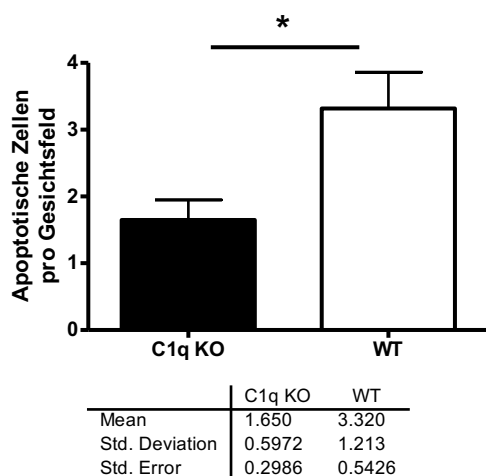 *
4
3
2
1
0
Apoptotische Zellen
pro Gesichtsfeld
C1q KO WT
C1q KO WT
Mean 1.650 3.320
Std. Deviation 0.5972 1.213
Std. Error 0.2986 0.5426